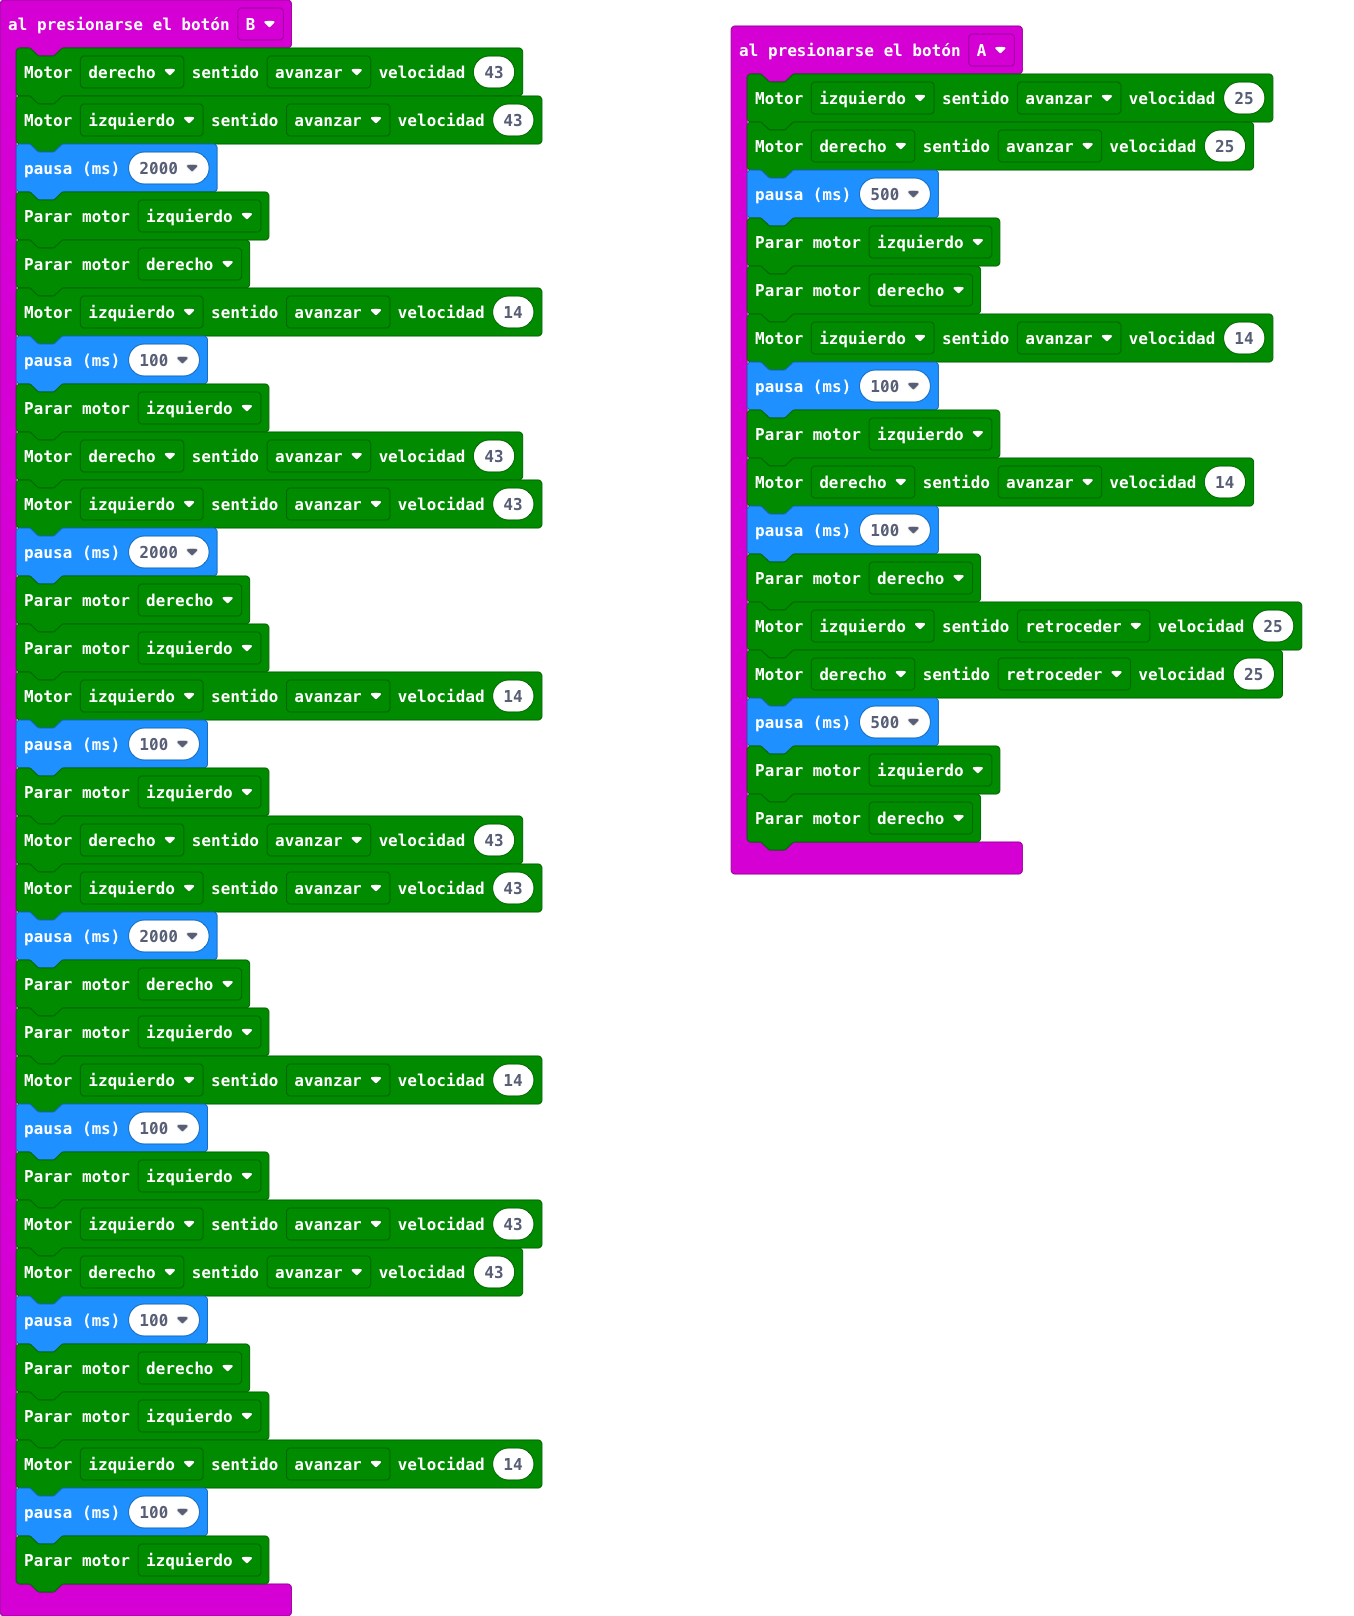 al presionarse el botón B
Motor derecho sentido avanzar velocidad 43
Motor izquierdo sentido avanzar velocidad 43
pausa (ms) 2000
Parar motor izquierdo
Parar motor derecho
Motor izquierdo sentido avanzar velocidad 14
pausa (ms) 100
Parar motor izquierdo
Motor derecho sentido avanzar velocidad 43
Motor izquierdo sentido avanzar velocidad 43
pausa (ms) 2000
Parar motor derecho
Parar motor izquierdo
Motor izquierdo sentido avanzar velocidad 14
pausa (ms) 100
Parar motor izquierdo
Motor derecho sentido avanzar velocidad 43
Motor izquierdo sentido avanzar velocidad 43
pausa (ms) 2000
Parar motor derecho
Parar motor izquierdo
Motor izquierdo sentido avanzar velocidad 14
pausa (ms) 100
Parar motor izquierdo
Motor izquierdo sentido avanzar velocidad 43
Motor derecho sentido avanzar velocidad 43
pausa (ms) 100
Parar motor derecho
Parar motor izquierdo
Motor izquierdo sentido avanzar velocidad 14
pausa (ms) 100
Parar motor izquierdo
al presionarse el botón A
Motor izquierdo sentido avanzar velocidad 25
Motor derecho sentido avanzar velocidad 25
pausa (ms) 500
Parar motor izquierdo
Parar motor derecho
Motor izquierdo sentido avanzar velocidad 14
pausa (ms) 100
Parar motor izquierdo
Motor derecho sentido avanzar velocidad 14
pausa (ms) 100
Parar motor derecho
Motor izquierdo sentido retroceder velocidad 25
Motor derecho sentido retroceder velocidad 25
pausa (ms) 500
Parar motor izquierdo
Parar motor derecho